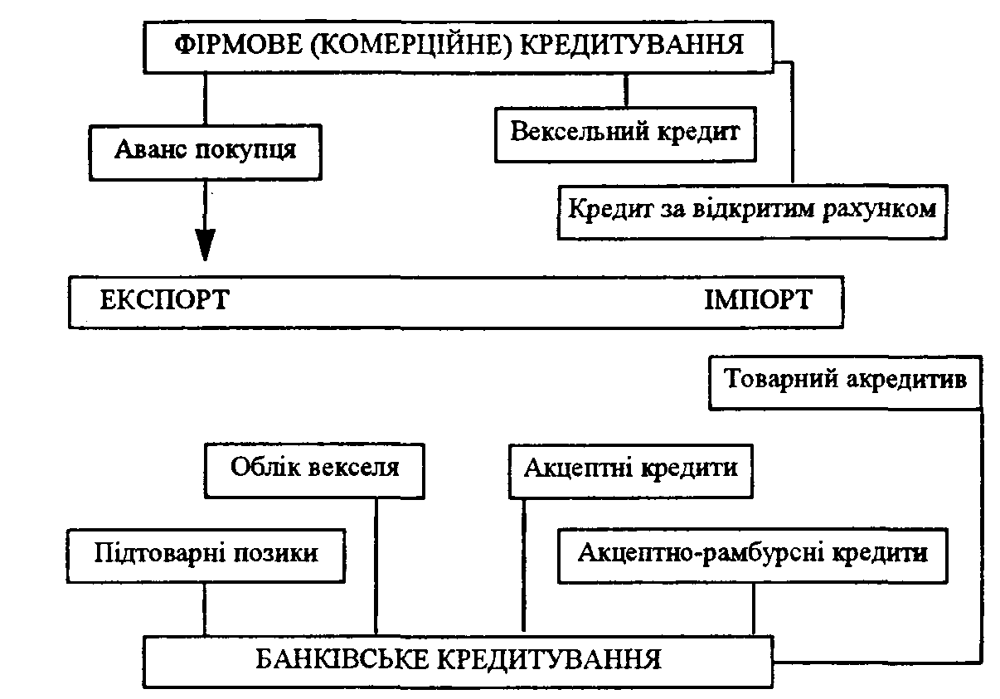 ФІРМОВЕ (КОМЕРЦІЙНЕ) КРЕДИТУВАННЯ
Вексельний кредит
Аванс покупця
Кредит за відкритим рахунком
ЕКСПОРТ ІМПОРТ
Товарний акредитив
Облік векселя Акцептні кредити
Підтоварні позики Акцептно-рамбурсні кредити
БАНКІВСЬКЕ КРЕДИТУВАННЯ